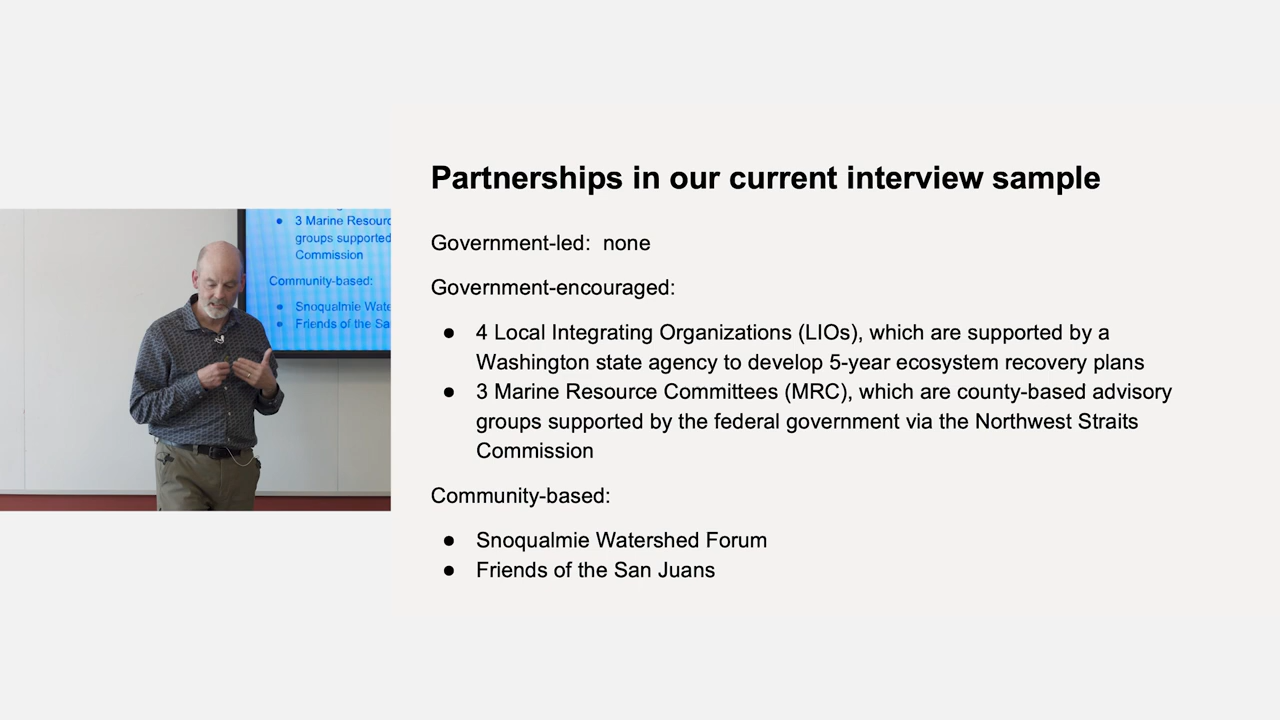 Partnerships in our current interview sample
Government-led: none
Government-encouraged:
● 4 Local Integrating Organizations (LIOs), which are supported by a
Washington state agency to develop 5-year ecosystem recovery plans
● 3 Marine Resource Committees (MRC), which are county-based advisory
groups supported by the federal government via the Northwest Straits
Commission
Community-based:
● Snoqualmie Watershed Forum
● Friends of the San Juans
● 3 Marine
groups supported
Commission
Community-based:
● Snoqualmie
● Friends of the